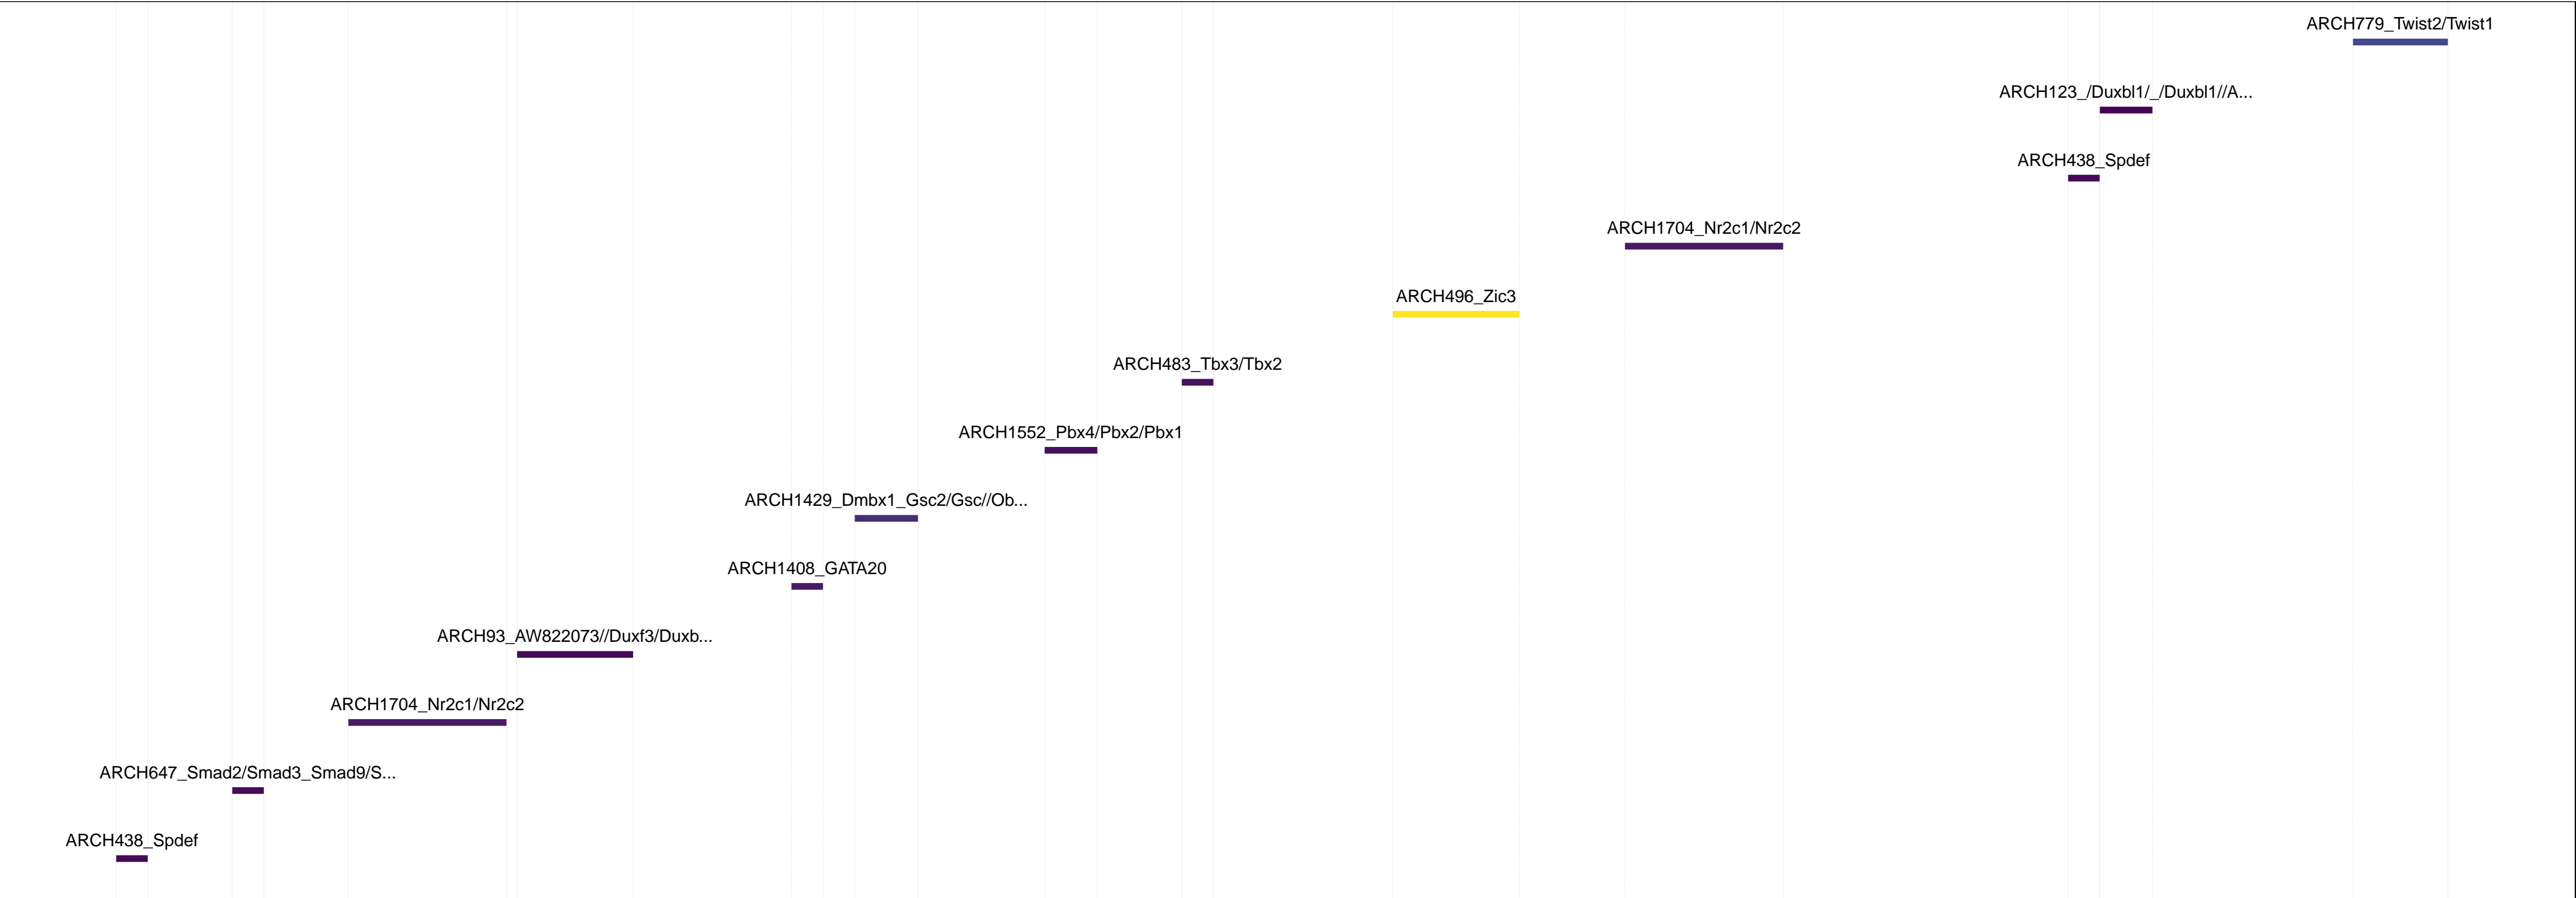 ARCH779_Twist2/Twist1
ARCH123_/Duxbl1/_/Duxbl1//A...
ARCH438_Spdef
ARCH1704_Nr2c1/Nr2c2
ARCH496_Zic3
ARCH483_Tbx3/Tbx2
ARCH1552_Pbx4/Pbx2/Pbx1
ARCH1429_Dmbx1_Gsc2/Gsc//Ob...
ARCH1408_GATA20
ARCH93_AW822073//Duxf3/Duxb...
ARCH1704_Nr2c1/Nr2c2
ARCH647_Smad2/Smad3_Smad9/S...
ARCH438_Spdef